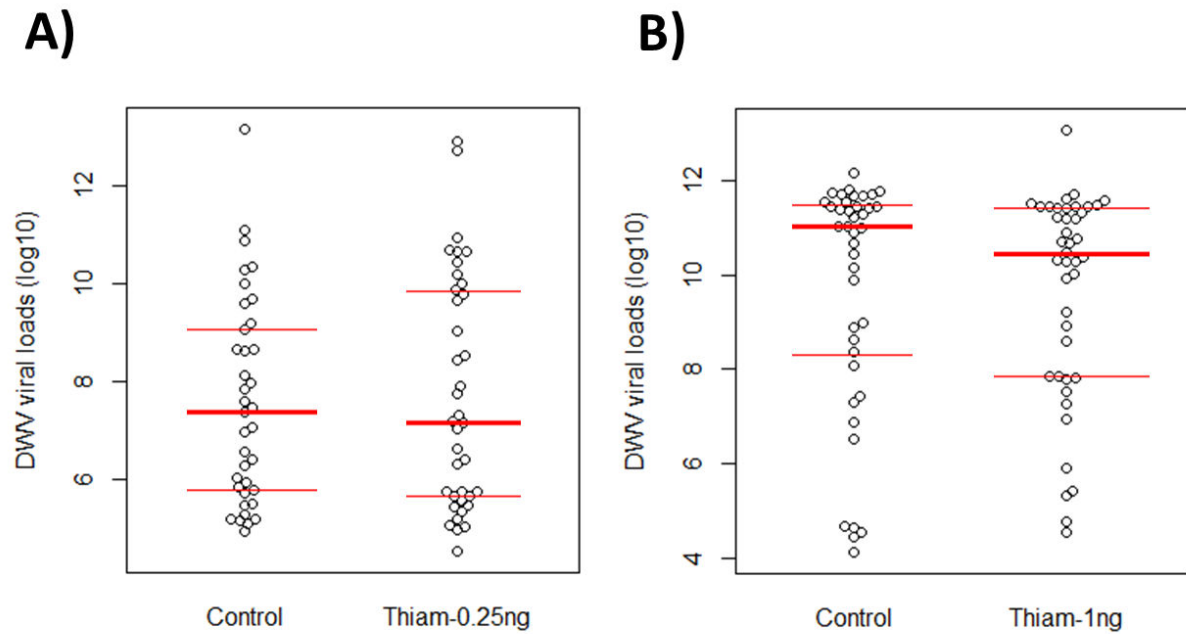 A)
DWV viral loads (log10)
12
10
8
6
Control Thiam-0.25ng
B)
DWV viral loads (log10)
12
10
8
6
4
Control Thiam-1ng